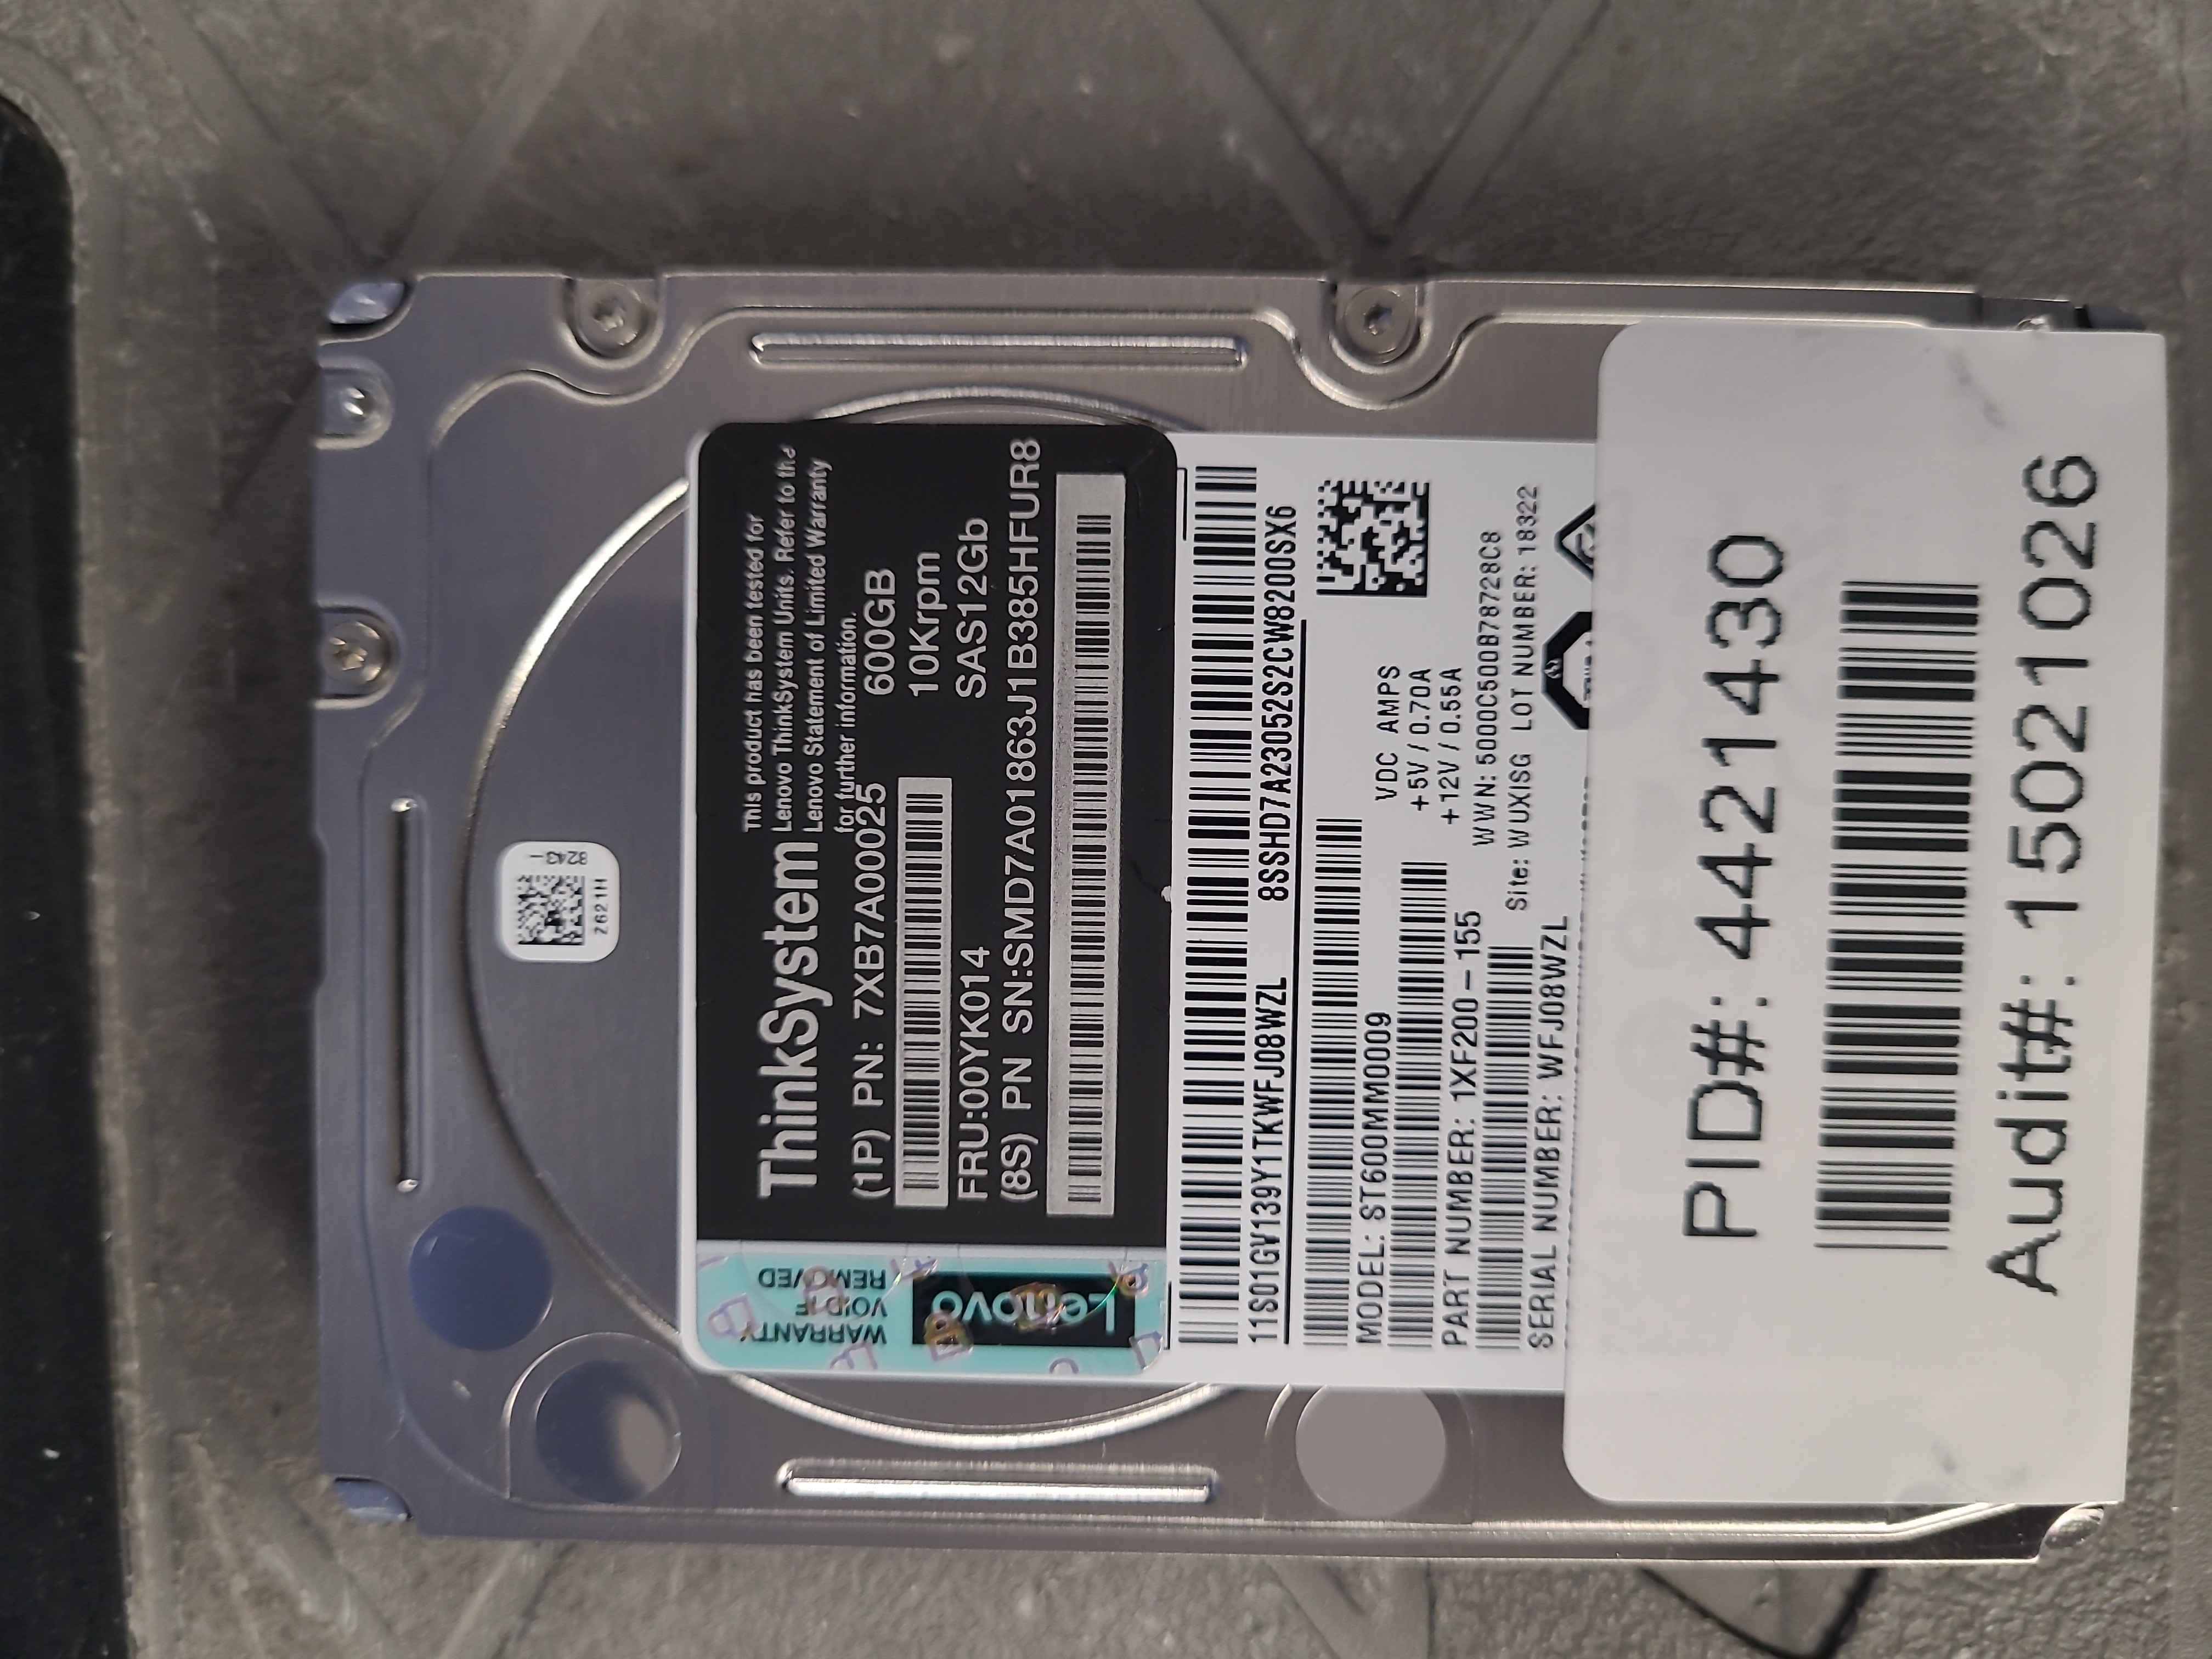 8243-
Z621H
WARRANTY
VOID IF
REMOVED
Lenovo
ThinkSystem
This product has been tested for
Lenovo ThinkSystem Units. Refer to the
Lenovo Statement of Limited Warranty
for further information.
(1P) PN: 7XB7A00025
600GB
10Krpm
FRU:00YK014
SAS12Gb
(8S) PN SN:SMD7A01863J1B385HFUR8
11S01GV139Y1TKWFJ08WZL 8SSHD7A23052S2CW8200SX6
MODEL: ST600MM0009
VDC AMPS
+5V / 0.70A
+12V / 0.55A
PART NUMBER: 1XF200-155
WWN: 5000C500B78728C8
Site: WUXISG LOT NUMBER: 18322
SERIAL NUMBER: WFJ08WZL
PID#: 4421430
Audit#: 15021026